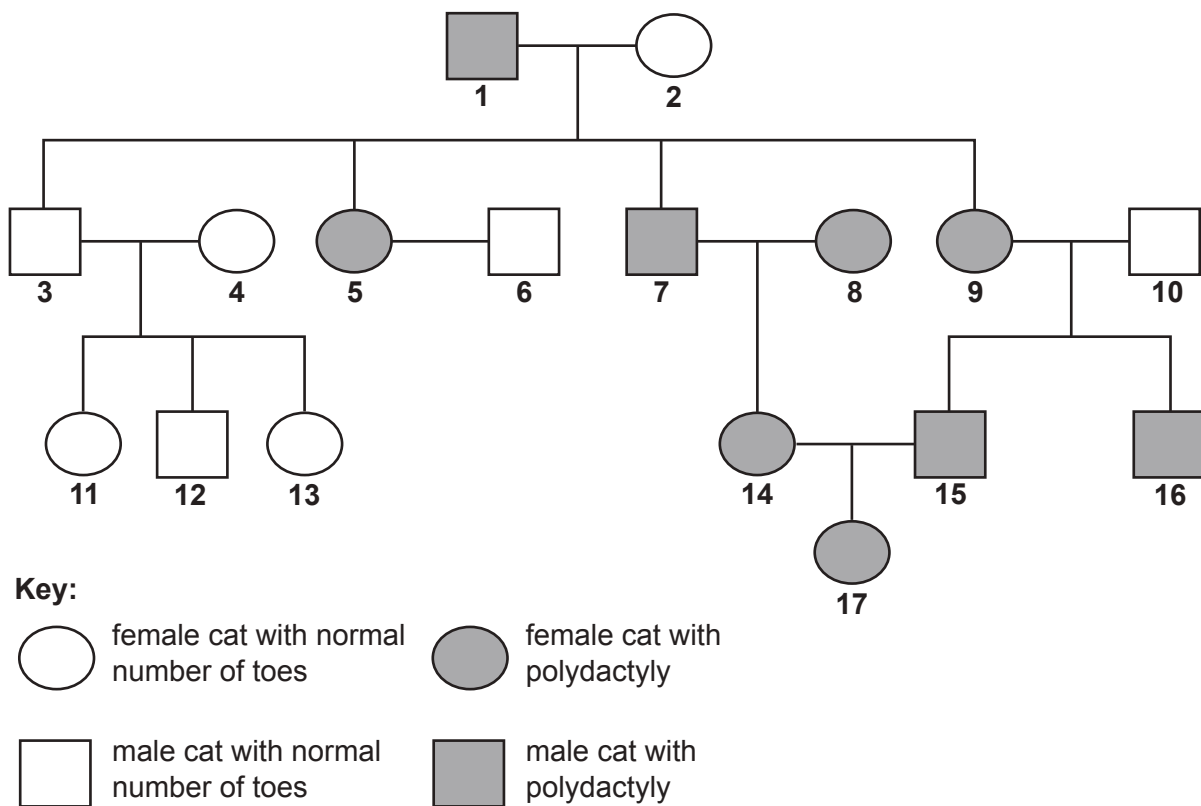 1
2
3
4
5
6
7
8
9
10
11
12
13
14
15
16
17
Key:
female cat with normal
number of toes
female cat with
polydactyly
male cat with normal
number of toes
male cat with
polydactyly